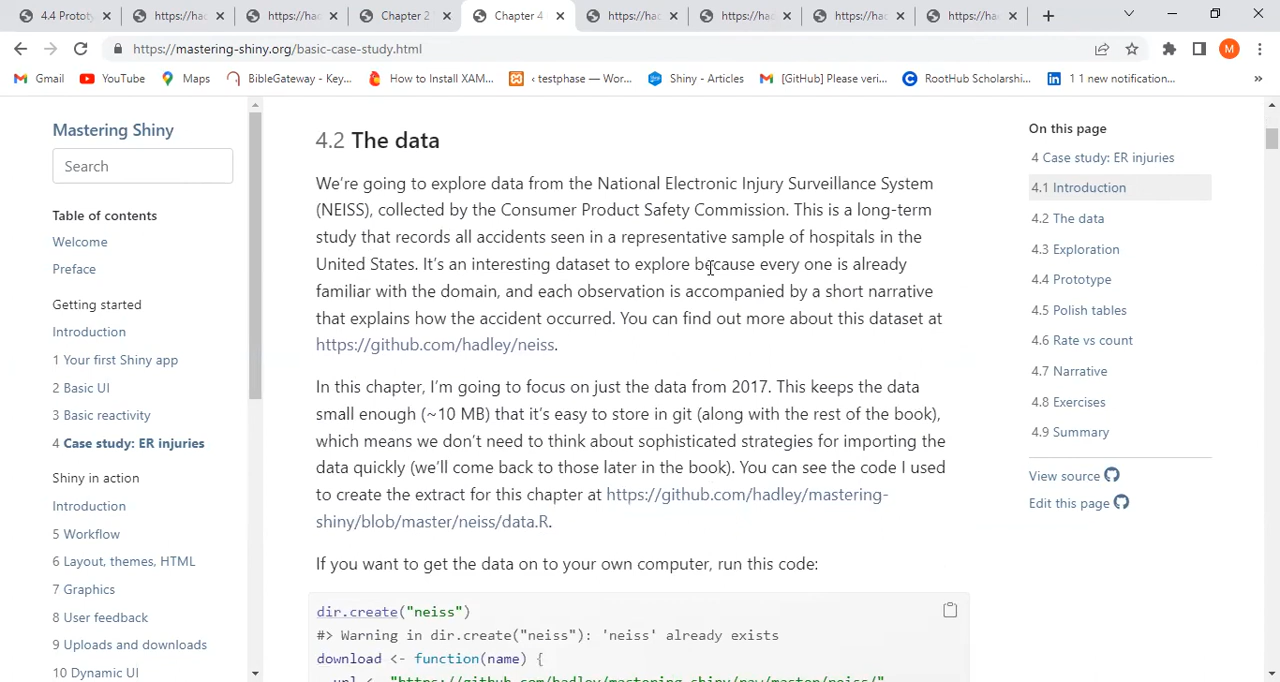 4.4 Prototy
https://ha
https://had
Chapter 2
Chapter 4
https://had
https://had
https://had
https://had
https://mastering-shiny.org/basic-case-study.html
M
Gmail
YouTube
Maps
BibleGateway - Key...
How to Install XAM...
‹ testphase — Wor...
Shiny - Articles
[GitHub] Please veri...
RootHub Scholarshi...
1 1 new notification...
»
Mastering Shiny
Search
Table of contents
Welcome
Preface
Getting started
Introduction
1 Your first Shiny app
2 Basic UI
3 Basic reactivity
4 Case study: ER injuries
Shiny in action
Introduction
5 Workflow
6 Layout, themes, HTML
7 Graphics
8 User feedback
9 Uploads and downloads
10 Dynamic UI
4.2 The data
We're going to explore data from the National Electronic Injury Surveillance System
(NEISS), collected by the Consumer Product Safety Commission. This is a long-term
study that records all accidents seen in a representative sample of hospitals in the
United States. It's an interesting dataset to explore because every one is already
familiar with the domain, and each observation is accompanied by a short narrative
that explains how the accident occurred. You can find out more about this dataset at
https://github.com/hadley/neiss.
In this chapter, I'm going to focus on just the data from 2017. This keeps the data
small enough (~10 MB) that it's easy to store in git (along with the rest of the book),
which means we don't need to think about sophisticated strategies for importing the
data quickly (we'll come back to those later in the book). You can see the code I used
to create the extract for this chapter at https://github.com/hadley/mastering-
shiny/blob/master/neiss/data.R.
If you want to get the data on to your own computer, run this code:
dir.create("neiss")
#> Warning in dir.create("neiss"): 'neiss' already exists
download <- function(name) {
url <- "https://github.com/hadley/mastering-shiny/raw/master/neiss/"
On this page
4 Case study: ER injuries
4.1 Introduction
4.2 The data
4.3 Exploration
4.4 Prototype
4.5 Polish tables
4.6 Rate vs count
4.7 Narrative
4.8 Exercises
4.9 Summary
View source
Edit this page